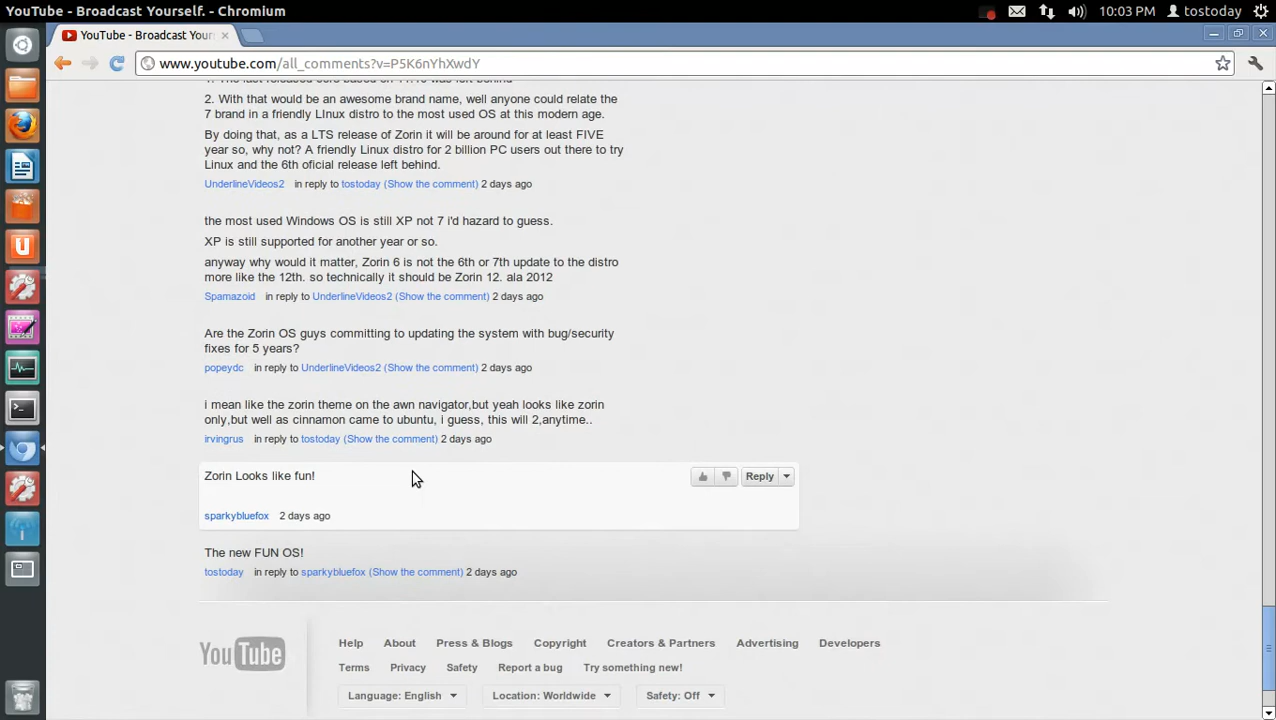 YouTube - Broadcast Yourself. - Chromium
10:03 PM
tostoday
YouTube - Broadcast Your
www.youtube.com/all_comments?v=P5K6nYhXwdY
1. The last released ones based on 11.10 was left behind
2. With that would be an awesome brand name, well anyone could relate the
7 brand in a friendly LInux distro to the most used OS at this modern age.
By doing that, as a LTS release of Zorin it will be around for at least FIVE
year so, why not? A friendly Linux distro for 2 billion PC users out there to try
Linux and the 6th oficial release left behind.
UnderlineVideos2 in reply to tostoday (Show the comment) 2 days ago
the most used Windows OS is still XP not 7 i'd hazard to guess.
XP is still supported for another year or so.
anyway why would it matter, Zorin 6 is not the 6th or 7th update to the distro
more like the 12th. so technically it should be Zorin 12. ala 2012
Spamazoid in reply to UnderlineVideos2 (Show the comment) 2 days ago
Are the Zorin OS guys committing to updating the system with bug/security
fixes for 5 years?
popeydc in reply to UnderlineVideos2 (Show the comment) 2 days ago
i mean like the zorin theme on the awn navigator,but yeah looks like zorin
only,but well as cinnamon came to ubuntu, i guess, this will 2,anytime..
irvingrus in reply to tostoday (Show the comment) 2 days ago
Zorin Looks like fun!
Reply
sparkybluefox 2 days ago
The new FUN OS!
tostoday in reply to sparkybluefox (Show the comment) 2 days ago
YouTube
Help About Press & Blogs Copyright Creators & Partners Advertising Developers
Terms Privacy Safety Report a bug Try something new!
Language: English Location: Worldwide Safety: Off